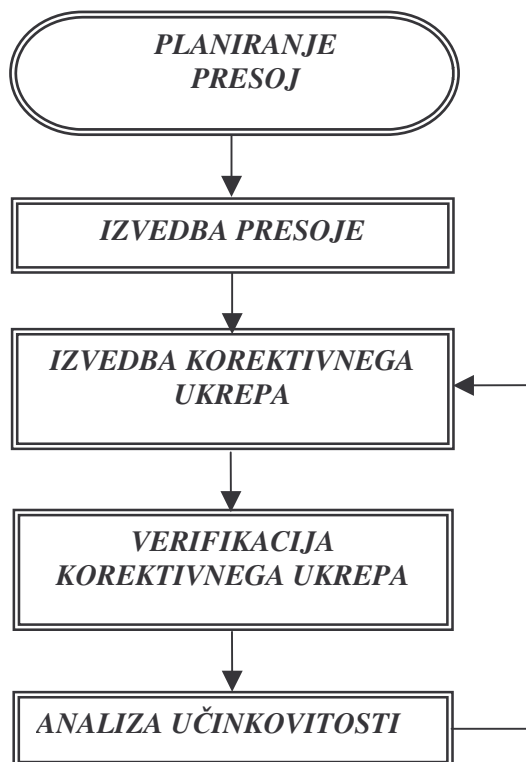 PLANIRANJE
PRESOJ
IZVEDBA PRESOJE
IZVEDBA KOREKTIVNEGA
UKREPA
VERIFIKACIJA
KOREKTIVNEGA UKREPA
ANALIZA UČINKOVITOSTI